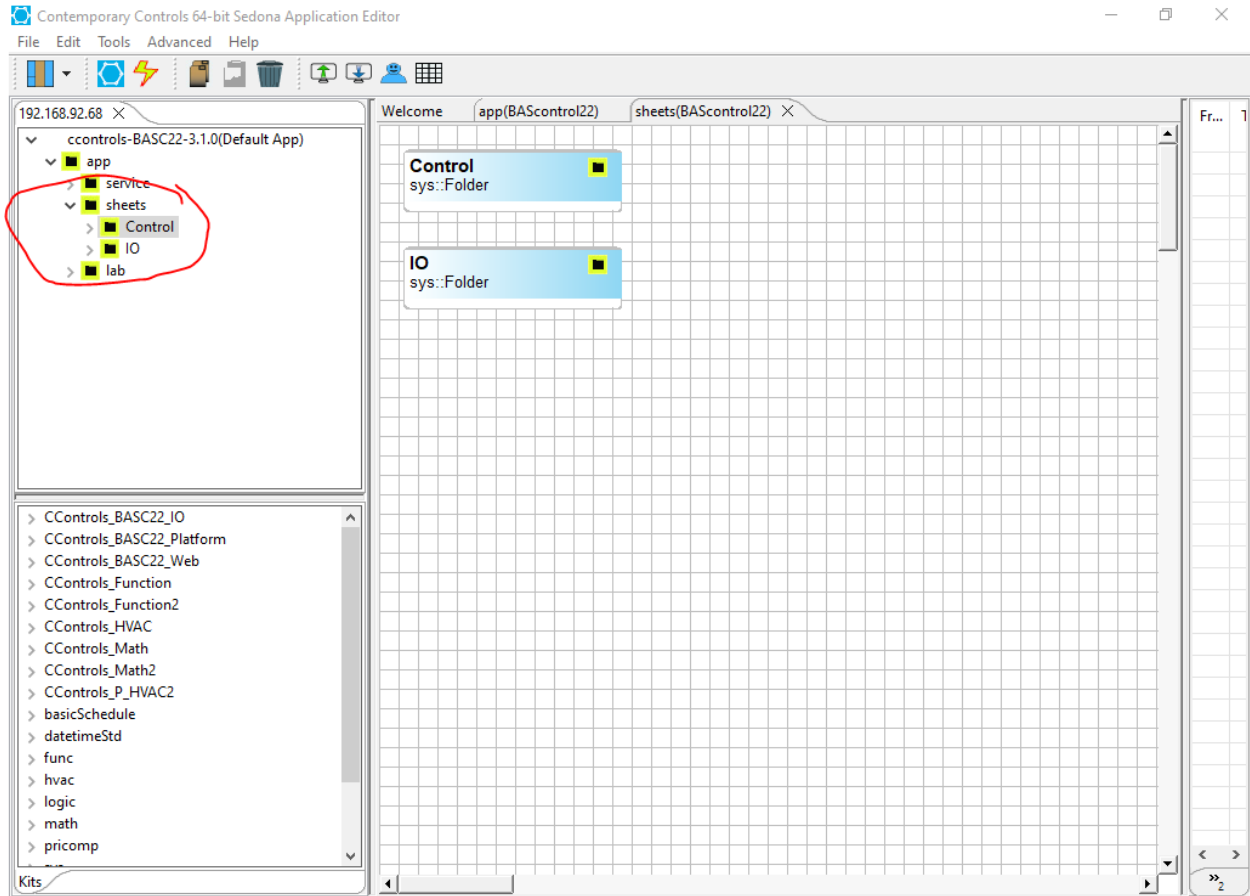 Contemporary Controls 64-bit Sedona Application Editor
File Edit Tools Advanced Help
192.168.92.68
ccontrols-BASC22-3.1.0(Default App)
app
service
sheets
Control
IO
lab
CControls_BASC22_IO
CControls_BASC22_Platform
CControls_BASC22_Web
CControls_Function
CControls_Function2
CControls_HVAC
CControls_Math
CControls_Math2
CControls_P_HVAC2
basicSchedule
datetimeStd
func
hvac
logic
math
pricomp
Kits
Welcome app(BAScontrol22) sheets(BAScontrol22)
Control
sys::Folder
IO
sys::Folder
Fr...
2